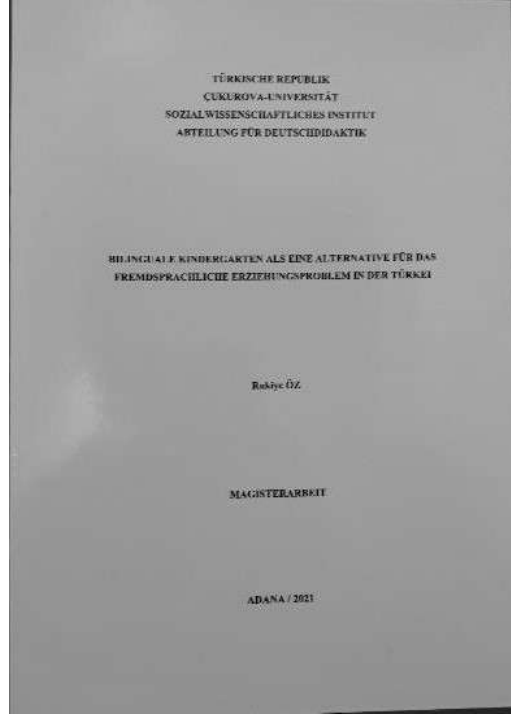 TÜRKISCHE REPUBLIK
ÇUKUROVA-UNIVERSITÄT
SOZIALWISSENSCHAFTLICHES INSTITUT
ABTEILUNG FÜR DEUTSCHDIDAKTIK
BILINGUALE KINDERGARTEN ALS EINE ALTERNATIVE FÜR DAS
FREMDSPRACHLICHE ERZIEHUNGSPROBLEM IN DER TÜRKEI
Rukiye ÖZ
MAGISTERARBEIT
ADANA / 2021